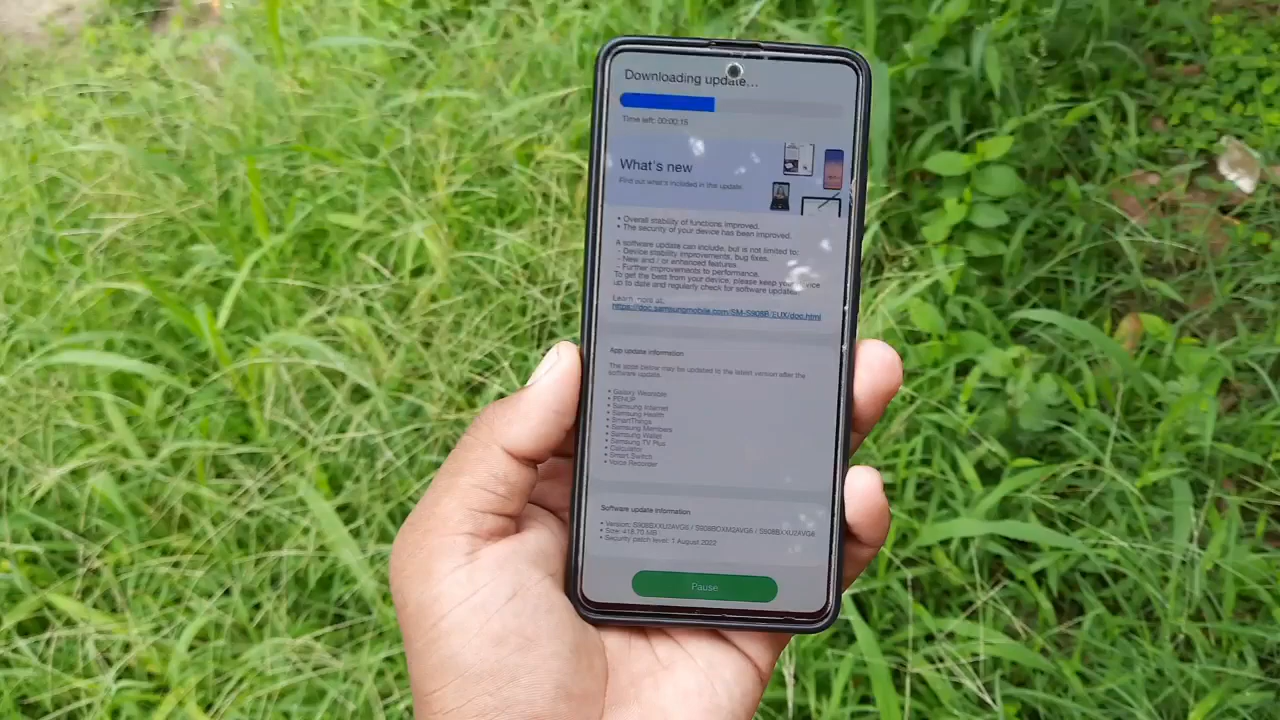 Downloading update...
Time left: 00:00:15
What's new
Find out what's included in the update.
• Overall stability of functions improved.
• The security of your device has been improved.
A software update can include, but is not limited to:
- Device stability improvements, bug fixes.
- New and / or enhanced features.
- Further improvements to performance.
To get the best from your device, please keep your device
up to date and regularly check for software updates.
Learn more at:
https://doc.samsungmobile.com/SM-S908B/EUX/doc.html
App update information
The apps below may be updated to the latest version after the
software update.
• Galaxy Wearable
• PENUP
• Samsung Internet
• Samsung Health
• SmartThings
• Samsung Members
• Samsung Wallet
• Samsung TV Plus
• Calculator
• Smart Switch
• Voice Recorder
Software update information
• Version: S908BXXU2AVG6 / S908BOXM2AVG6 / S908BXXU2AVG6
• Size: 418.70 MB
• Security patch level: 1 August 2022
Pause